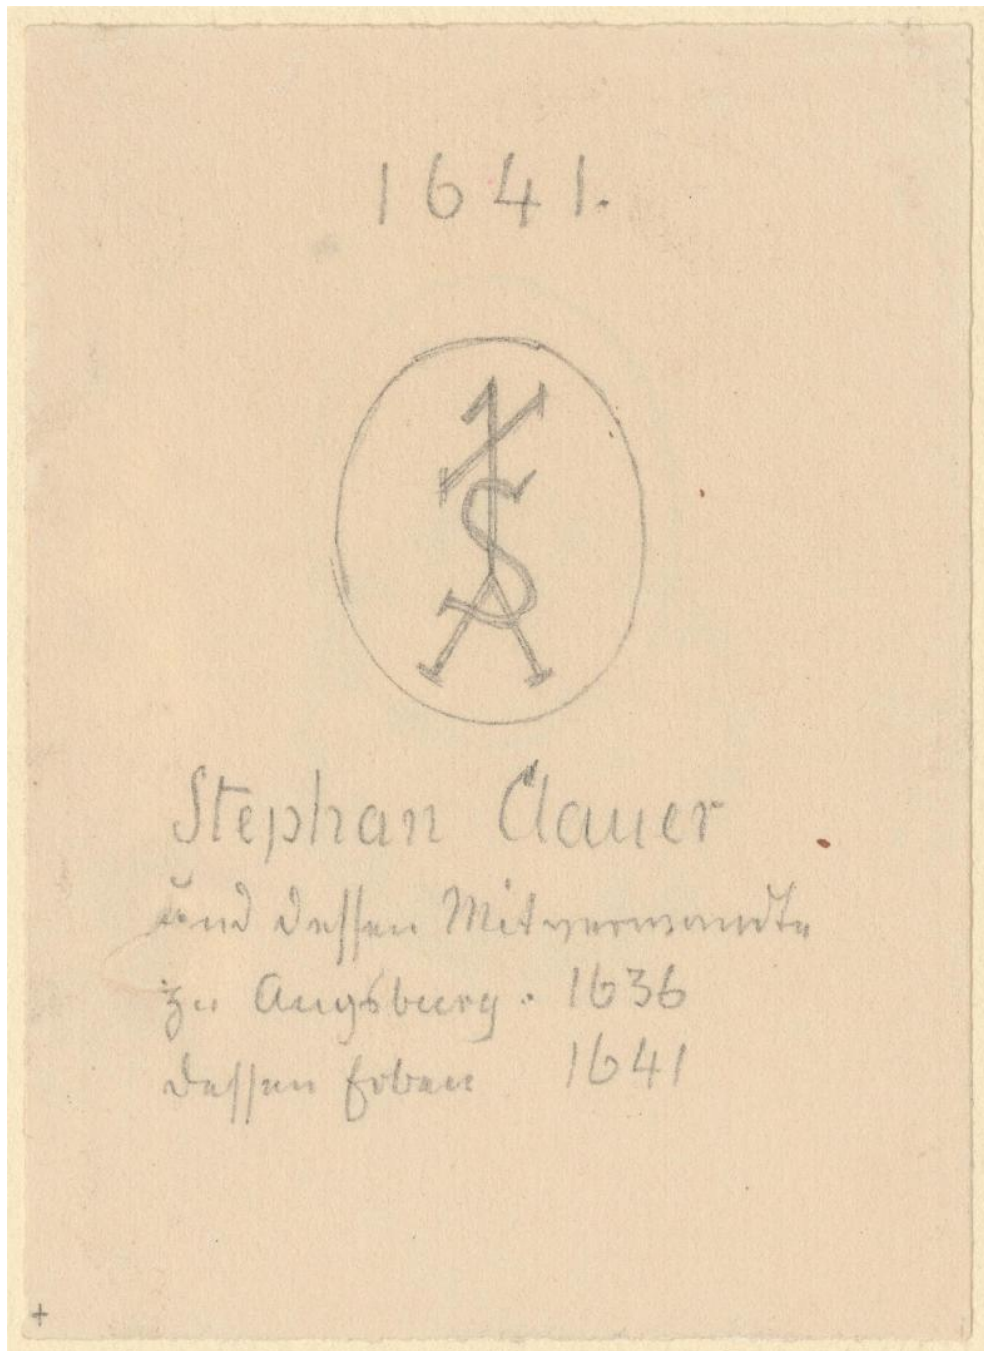 1641.
Stephan Clauer
und dessen Mitverwandte
zu Augsburg. 1636
dessen Erben 1641